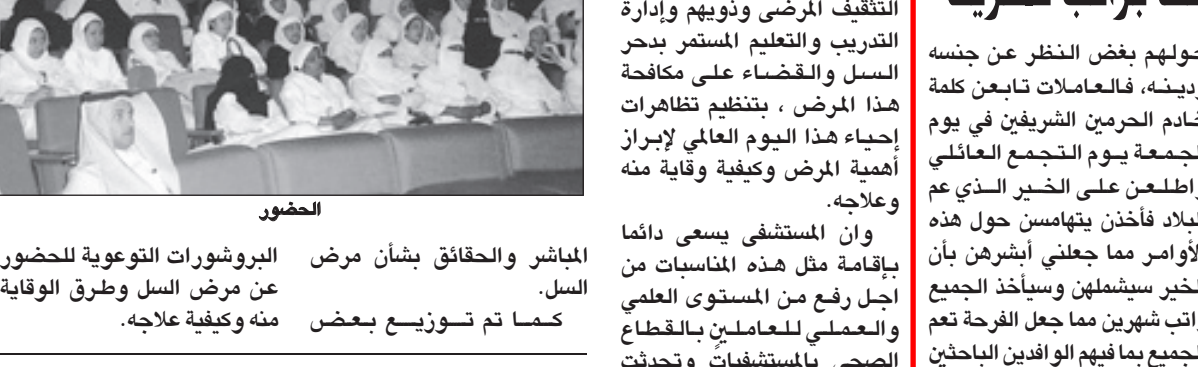 حولهم بغض النظر عن جنسه
ودينه، فالعاملات تابعن كلمة
خادم الحرمين الشريفين في يوم
الجمعة يوم التجمع العائلي
واطلعن على الخير الذي عم
البلاد فأخذن يتهامسن حول هذه
الأوامر مما جعلني أبشرهن بأن
الخير سيشملهن وسيأخذ الجميع
راتب شهرين مما جعل الفرحة تعم
الجميع بما فيهم الوافدين الباحثين
التثقيف المرضى وذويهم وإدارة
التدريب والتعليم المستمر بدحر
السل والقضاء على مكافحة
هذا المرض ، بتنظيم تظاهرات
إحياء هذا اليوم العالمي لإبراز
أهمية المرض وكيفية وقاية منه
وعلاجه.
وان المستشفى يسعى دائما
بإقامة مثل هذه المناسبات من
اجل رفع من المستوى العلمي
والعملي للعاملين بالقطاع
الصحي بالمستشفيات وتحدثت
الحضور
المباشر والحقائق بشأن مرض
السل.
كما تم توزيع بعض
البروشورات التوعوية للحضور
عن مرض السل وطرق الوقاية
منه وكيفية علاجه.